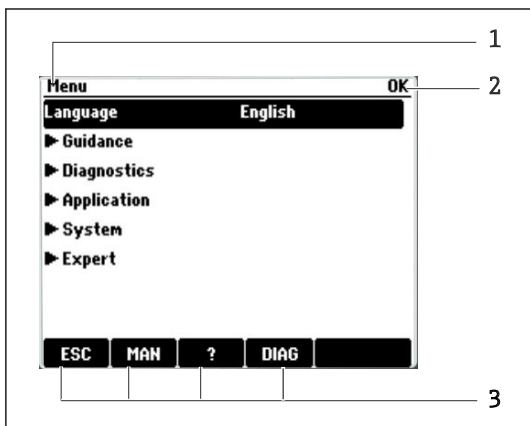 1
Menu OK 2
Language English
Guidance
Diagnostics
Application
System
Expert
ESC MAN ? DIAG
3